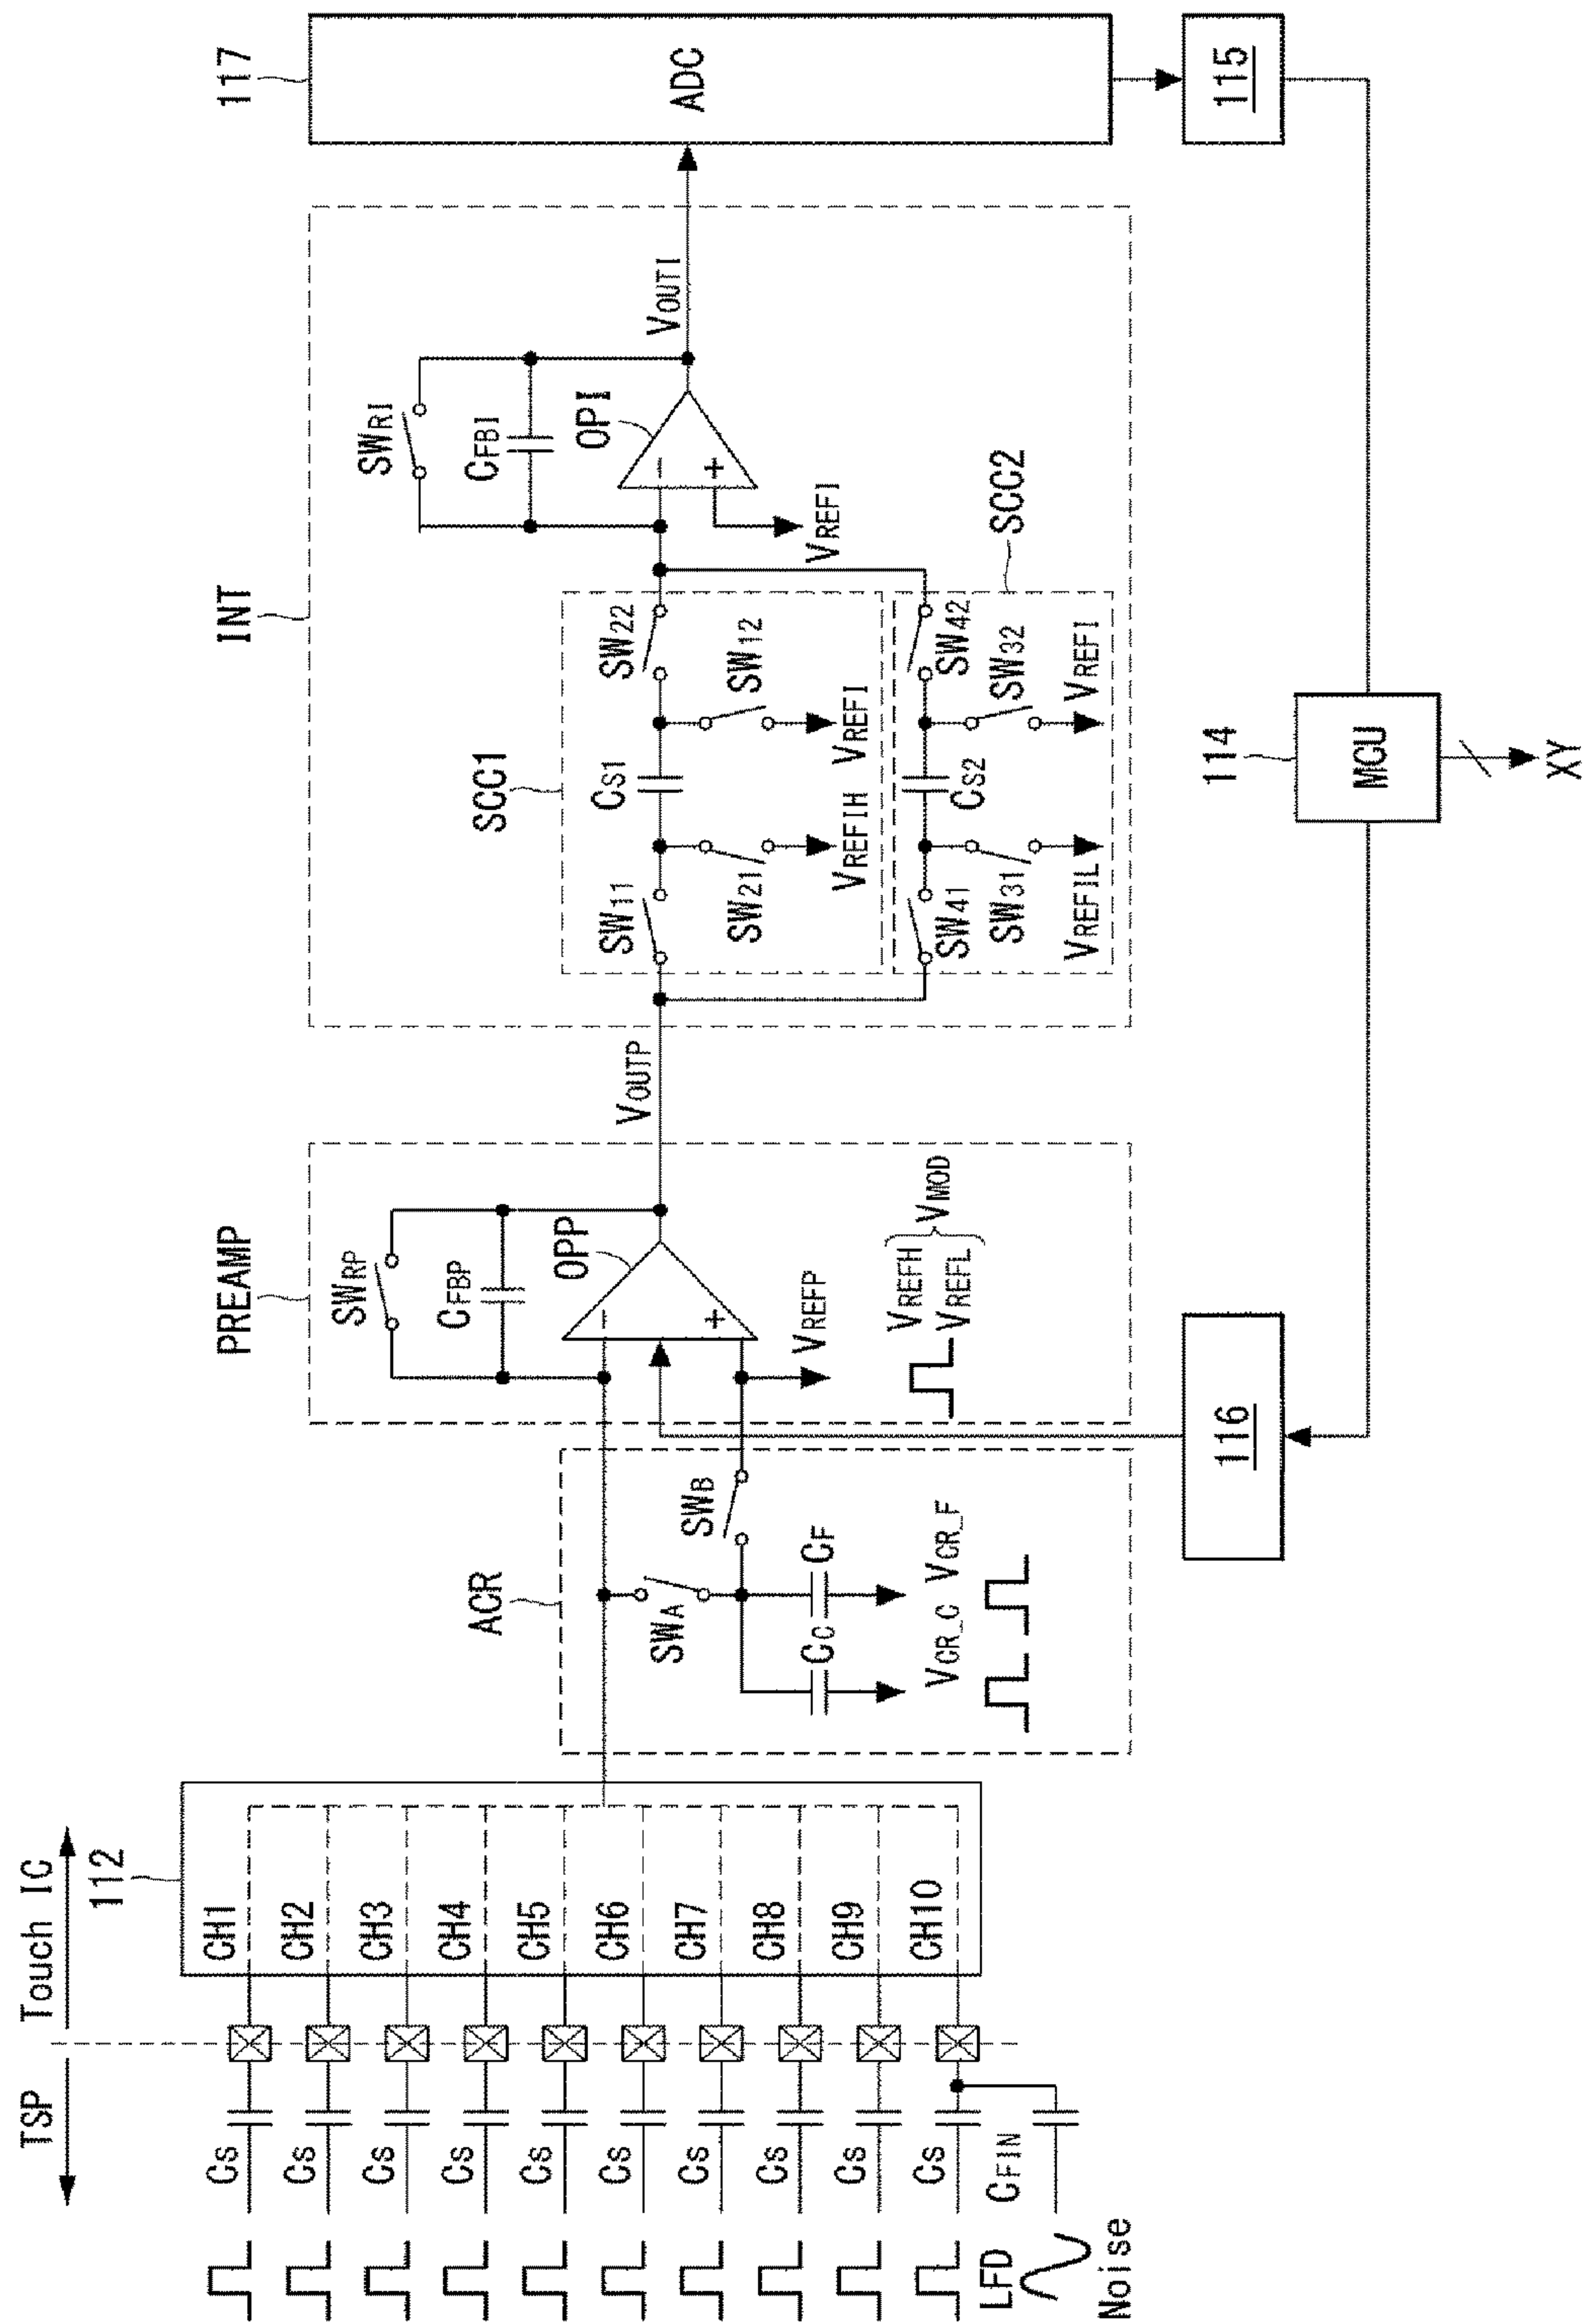 TSP
Touch IC
112
CH1
CH2
CH3
CH4
CH5
CH6
CH7
CH8
CH9
CH10
CS
CS
CS
CS
CS
CS
CS
CS
CS
CS
CFIN
LFD
Noise
ACR
SWA
SWB
CC
CF
VCR_C
VCR_F
PREAMP
SWRP
CFBP
OPP
−
+
VREFP
VREFH
VREFL
VMOD
VOUTP
INT
SCC1
SW11
CS1
SW22
SW21
SW12
VREFIH
VREFI
SCC2
SW41
CS2
SW42
SW31
SW32
VREFIL
VREFI
SWRI
CFBI
OPI
−
+
VREFI
VOUTI
117
ADC
116
114
MCU
XY
115